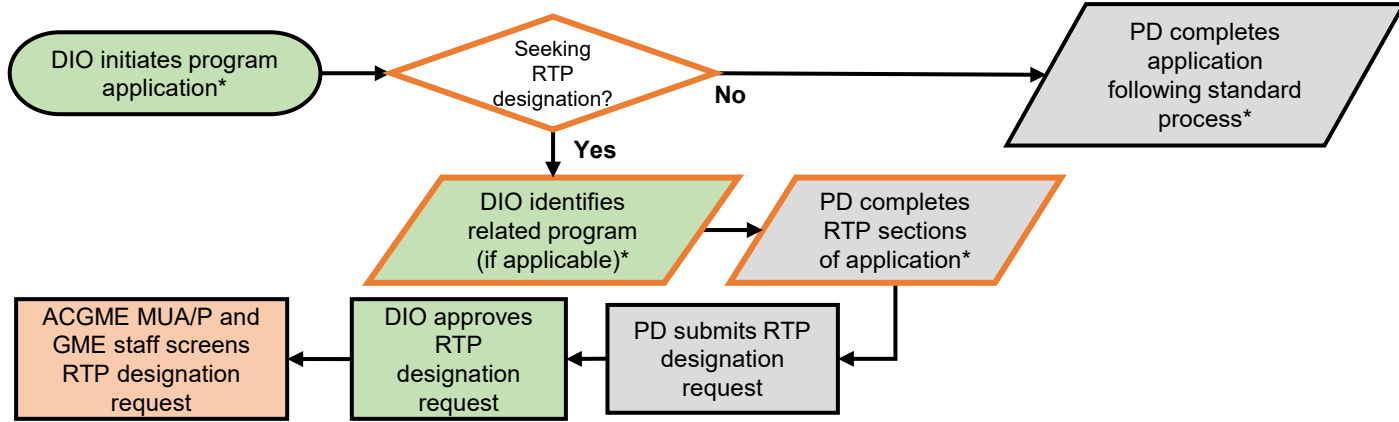 DIO initiates program
application*
Seeking
RTP
designation?
No
PD completes
application
following standard
process*
Yes
DIO identifies
related program
(if applicable)*
PD completes
RTP sections
of application*
PD submits RTP
designation
request
DIO approves
RTP
designation
request
ACGME MUA/P and
GME staff screens
RTP designation
request